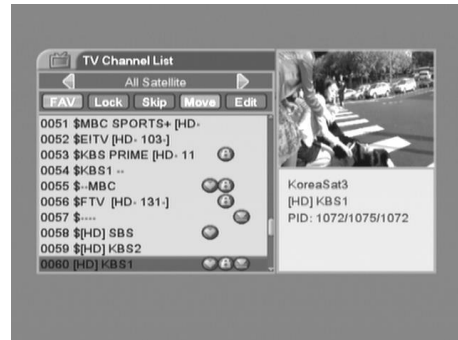 TV Channel List
All Satellite
FAV Lock Skip Move Edit
0051 $MBC SPORTS+ [HD-
0052 $EITV [HD- 103-]
0053 $KBS PRIME [HD- 11
0054 $KBS1 --
0055 $--MBC
0056 $FTV [HD- 131-]
0057 $----
0058 $[HD] SBS
0059 $[HD] KBS2
0060 [HD] KBS1
KoreaSat3
[HD] KBS1
PID: 1072/1075/1072